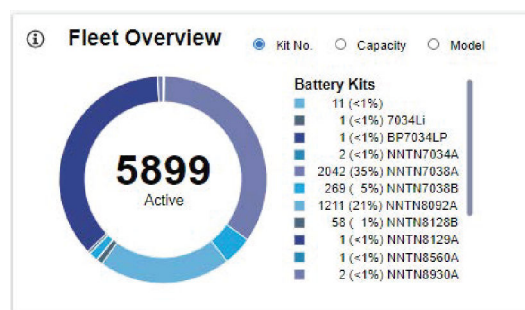 Fleet Overview
Kit No. Capacity Model
Battery Kits
11 (<1%)
1 (<1%) 7034Li
1 (<1%) BP7034LP
2 (<1%) NNTN7034A
2042 (35%) NNTN7038A
269 ( 5%) NNTN7038B
1211 (21%) NNTN8092A
58 ( 1%) NNTN8128B
1 (<1%) NNTN8129A
1 (<1%) NNTN8560A
2 (<1%) NNTN8930A
5899
Active